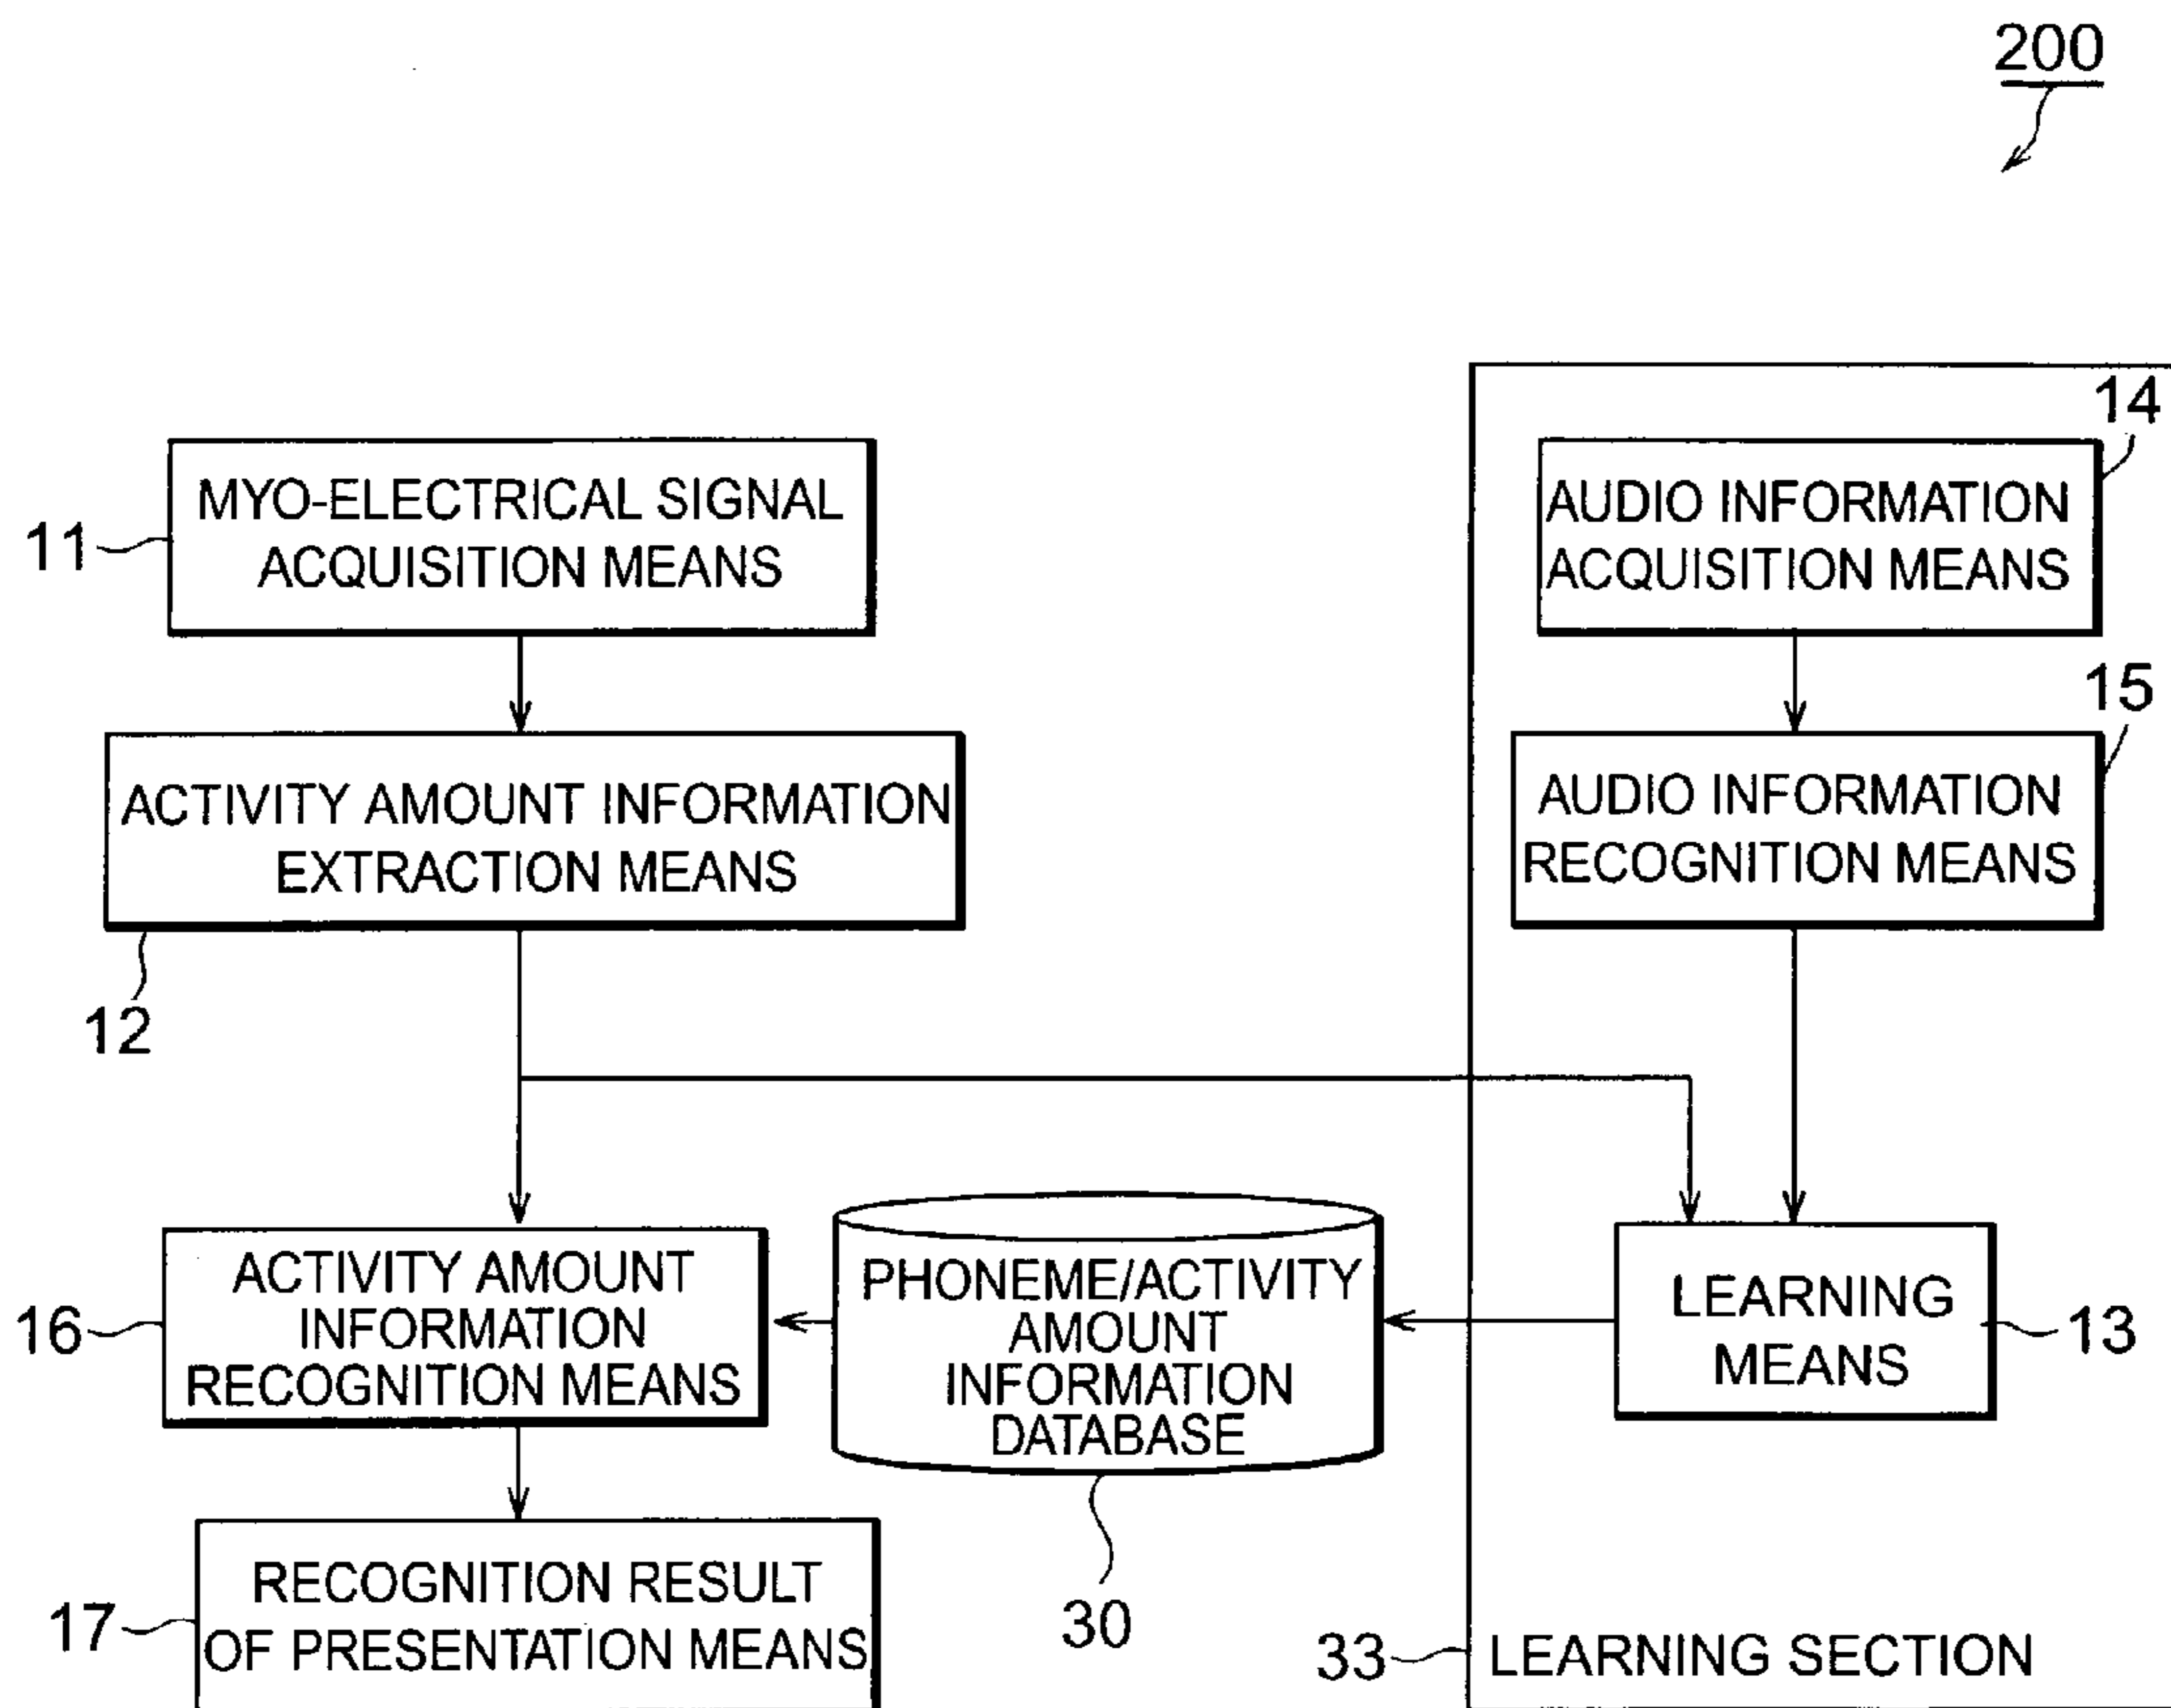 200
14
MYO-ELECTRICAL SIGNAL
ACQUISITION MEANS
11
AUDIO INFORMATION
ACQUISITION MEANS
15
ACTIVITY AMOUNT INFORMATION
EXTRACTION MEANS
12
AUDIO INFORMATION
RECOGNITION MEANS
ACTIVITY AMOUNT
INFORMATION
RECOGNITION MEANS
16
PHONEME/ACTIVITY
AMOUNT
INFORMATION
DATABASE
30
LEARNING
MEANS
13
RECOGNITION RESULT
OF PRESENTATION MEANS
17
33
LEARNING SECTION